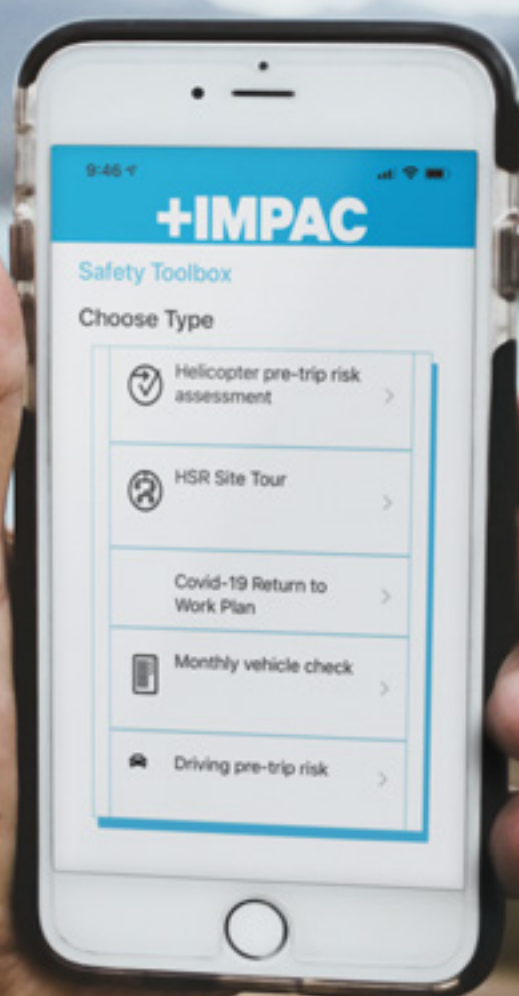 9:46
+IMPAC
Safety Toolbox
Choose Type
Helicopter pre-trip risk
assessment
HSR Site Tour
Covid-19 Return to
Work Plan
Monthly vehicle check
Driving pre-trip risk